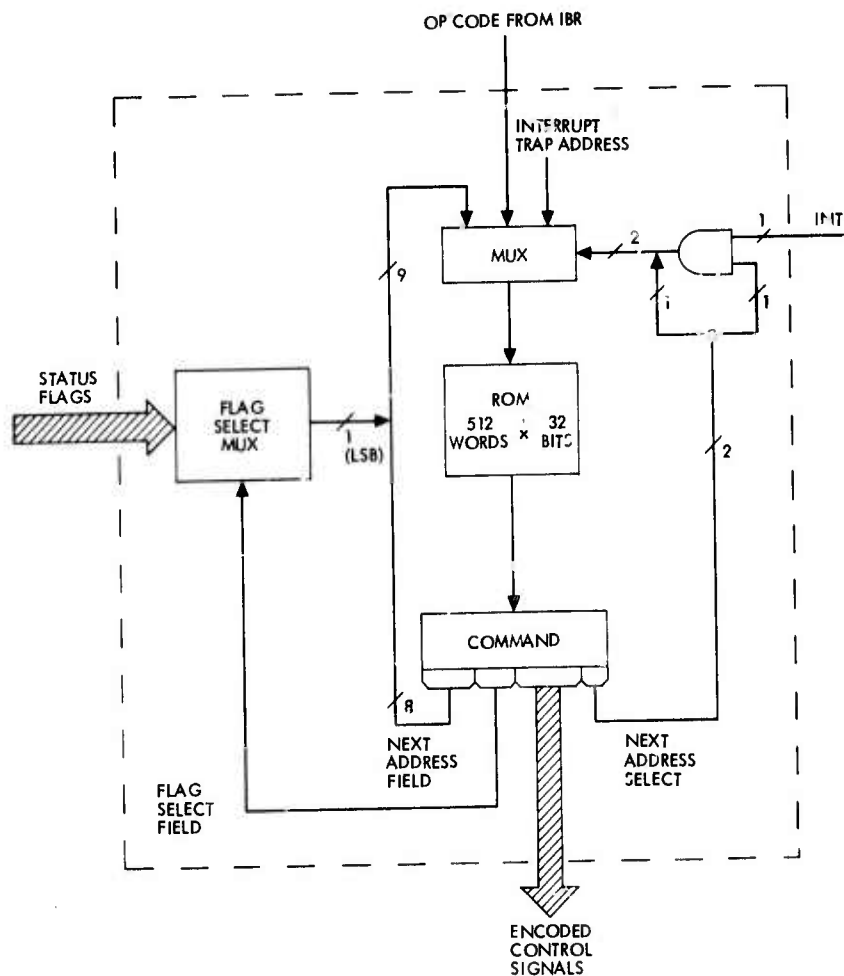 OP CODE FROM IBR
INTERRUPT
TRAP ADDRESS
1
INT
2
MUX
9
1
1
STATUS
FLAGS
FLAG
SELECT
MUX
1
(LSB)
ROM
512 × 32
WORDS BITS
2
COMMAND
8
NEXT
ADDRESS
FIELD
NEXT
ADDRESS
SELECT
FLAG
SELECT
FIELD
ENCODED
CONTROL
SIGNALS